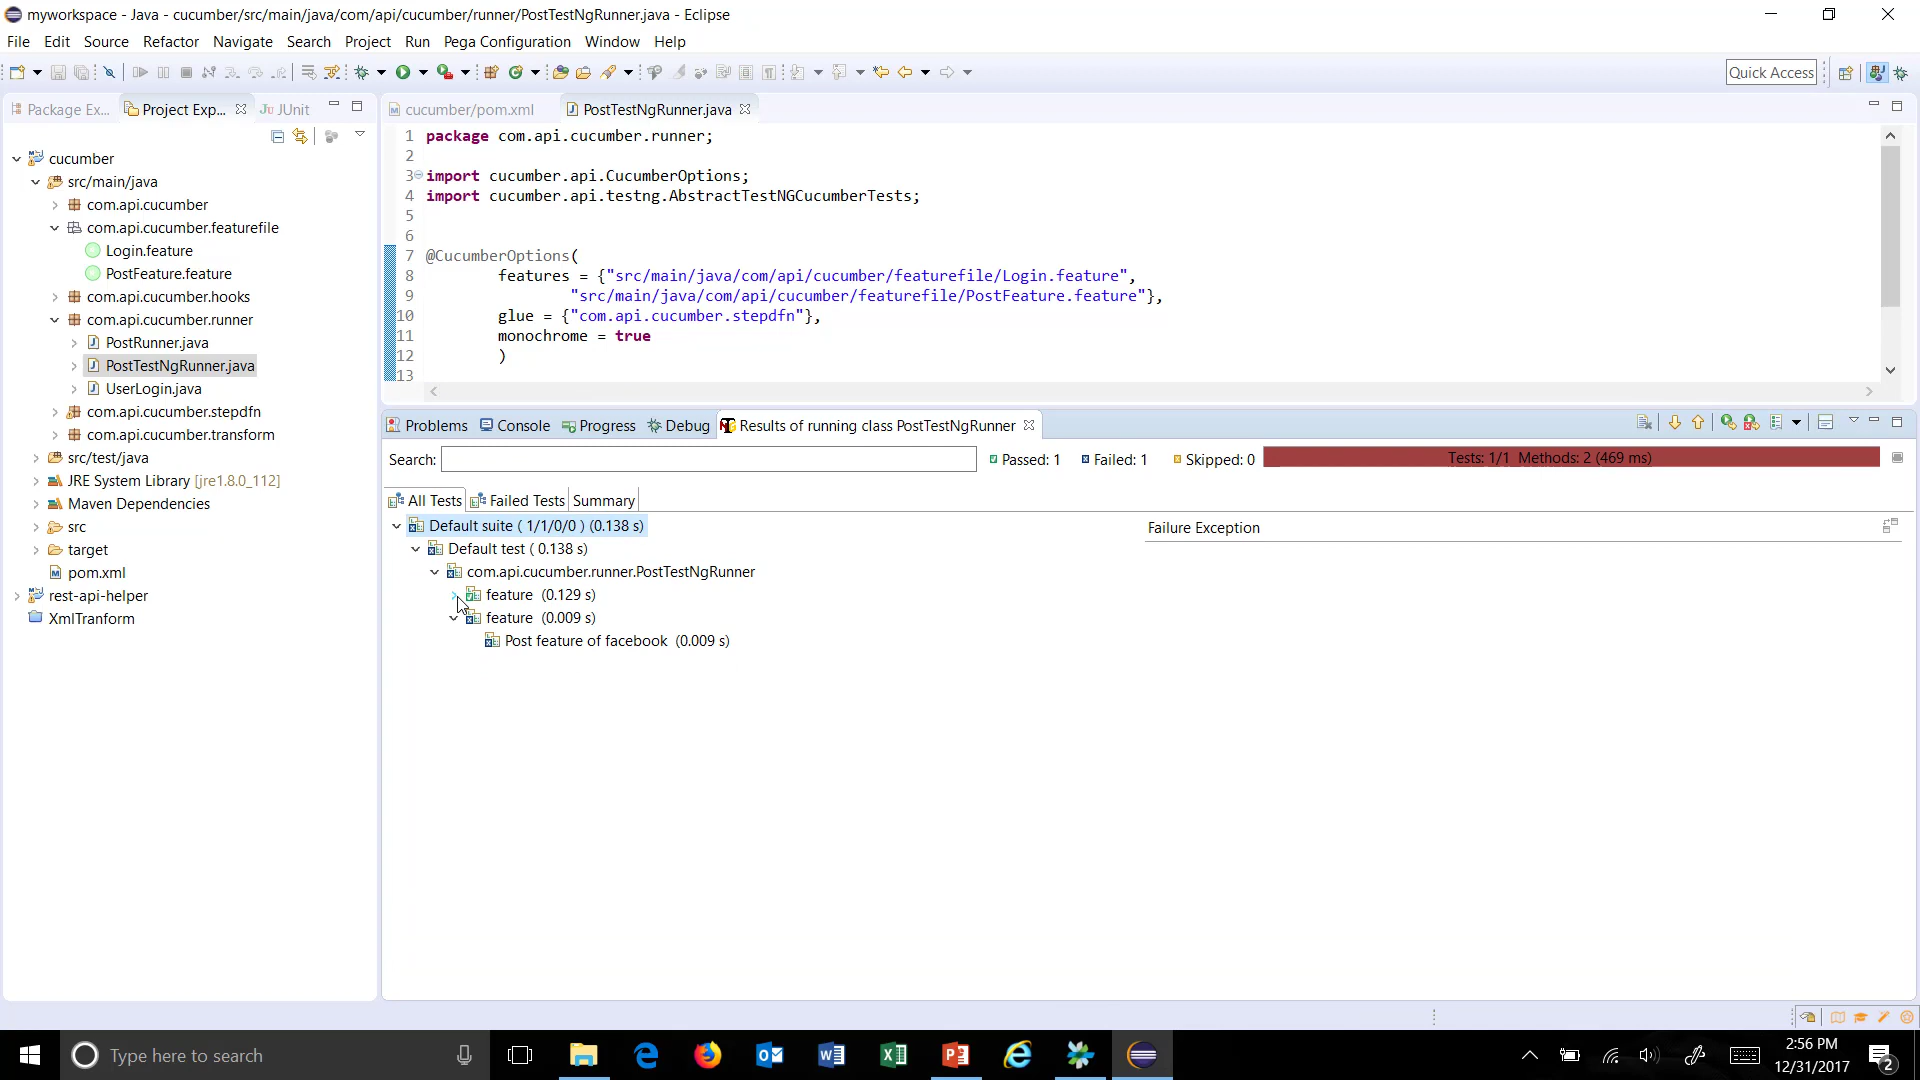 myworkspace - Java - cucumber/src/main/java/com/api/cucumber/runner/PostTestNgRunner.java - Eclipse
File Edit Source Refactor Navigate Search Project Run Pega Configuration Window Help
Quick Access
Package Ex... Project Exp... JUnit
cucumber/pom.xml PostTestNgRunner.java
cucumber
src/main/java
com.api.cucumber
com.api.cucumber.featurefile
Login.feature
PostFeature.feature
com.api.cucumber.hooks
com.api.cucumber.runner
PostRunner.java
PostTestNgRunner.java
UserLogin.java
com.api.cucumber.stepdfn
com.api.cucumber.transform
src/test/java
JRE System Library [jre1.8.0_112]
Maven Dependencies
src
target
pom.xml
rest-api-helper
XmlTranform
1 package com.api.cucumber.runner;
2
3 import cucumber.api.CucumberOptions;
4 import cucumber.api.testng.AbstractTestNGCucumberTests;
5
6
7 @CucumberOptions(
8 features = {"src/main/java/com/api/cucumber/featurefile/Login.feature",
9 "src/main/java/com/api/cucumber/featurefile/PostFeature.feature"},
10 glue = {"com.api.cucumber.stepdfn"},
11 monochrome = true
12 )
13
Problems Console Progress Debug Results of running class PostTestNgRunner
Search: Passed: 1 Failed: 1 Skipped: 0 Tests: 1/1 Methods: 2 (469 ms)
All Tests Failed Tests Summary
Default suite ( 1/1/0/0 ) (0.138 s)
Default test ( 0.138 s)
com.api.cucumber.runner.PostTestNgRunner
feature (0.129 s)
feature (0.009 s)
Post feature of facebook (0.009 s)
Failure Exception
Type here to search
2:56 PM
12/31/2017
2